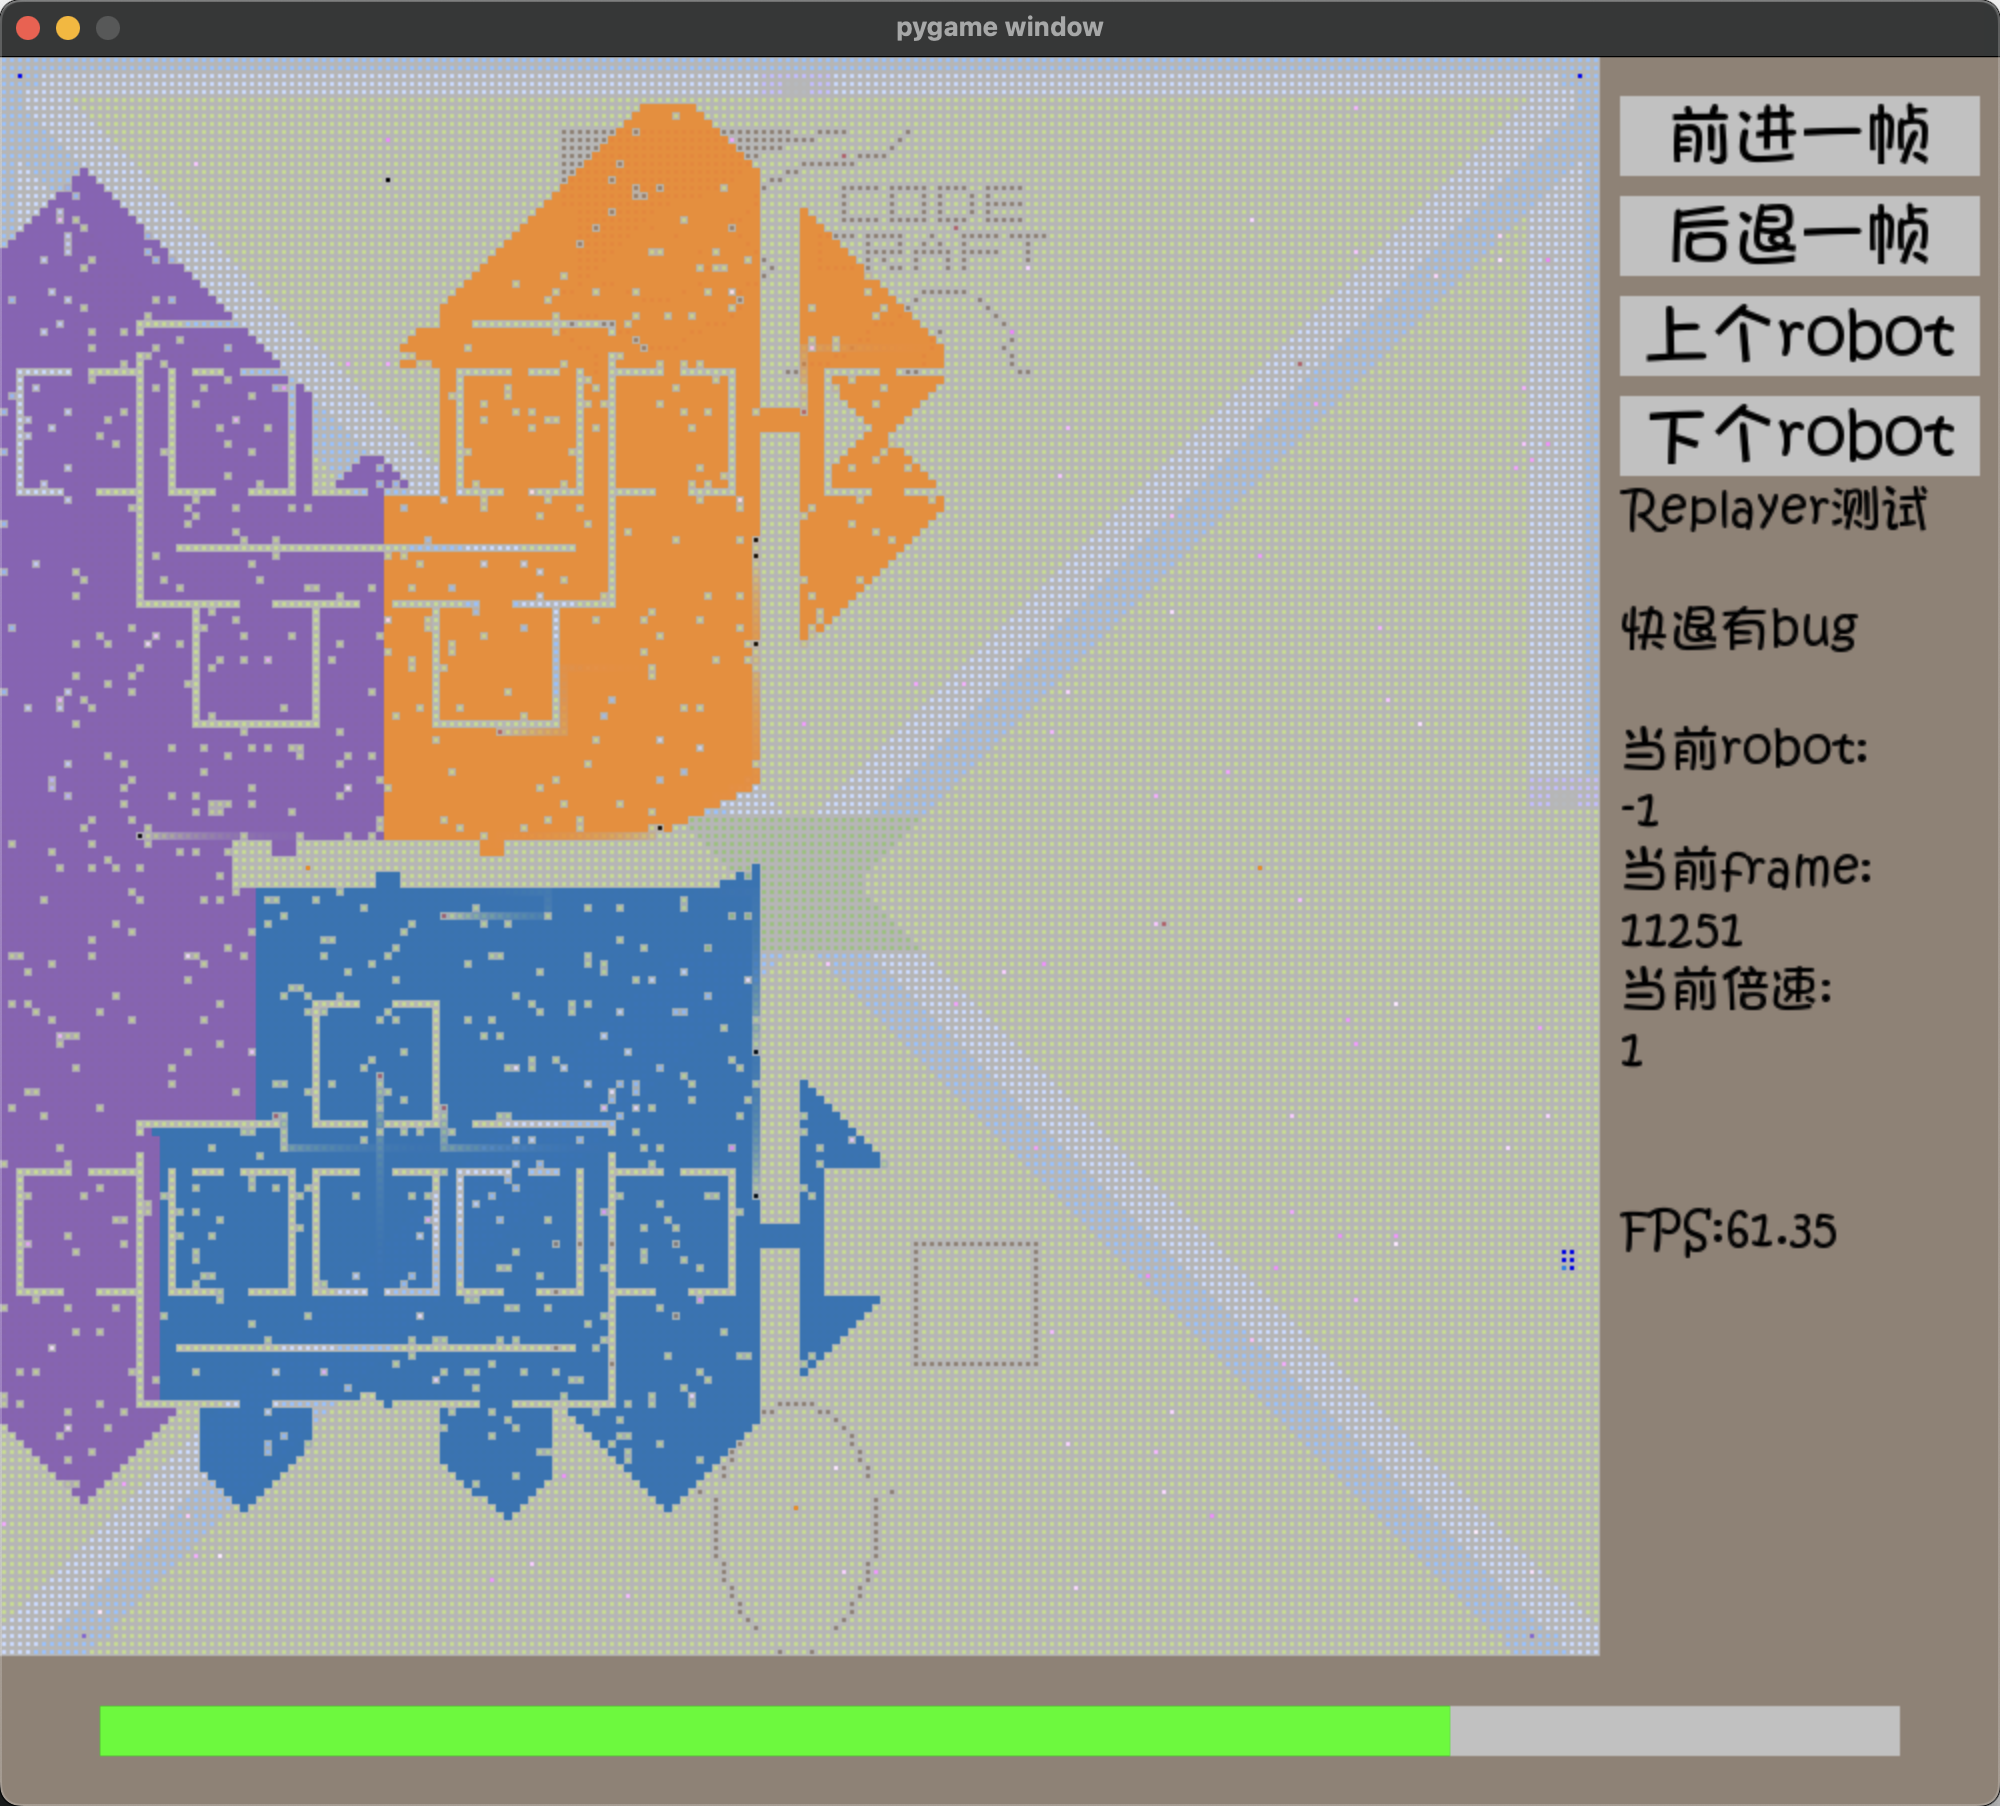 pygame window
CODE
CRAFT
前进一帧
后退一帧
上个robot
下个robot
Replayer测试
快退有bug
当前robot:
-1
当前frame:
11251
当前倍速:
1
FPS:61.35